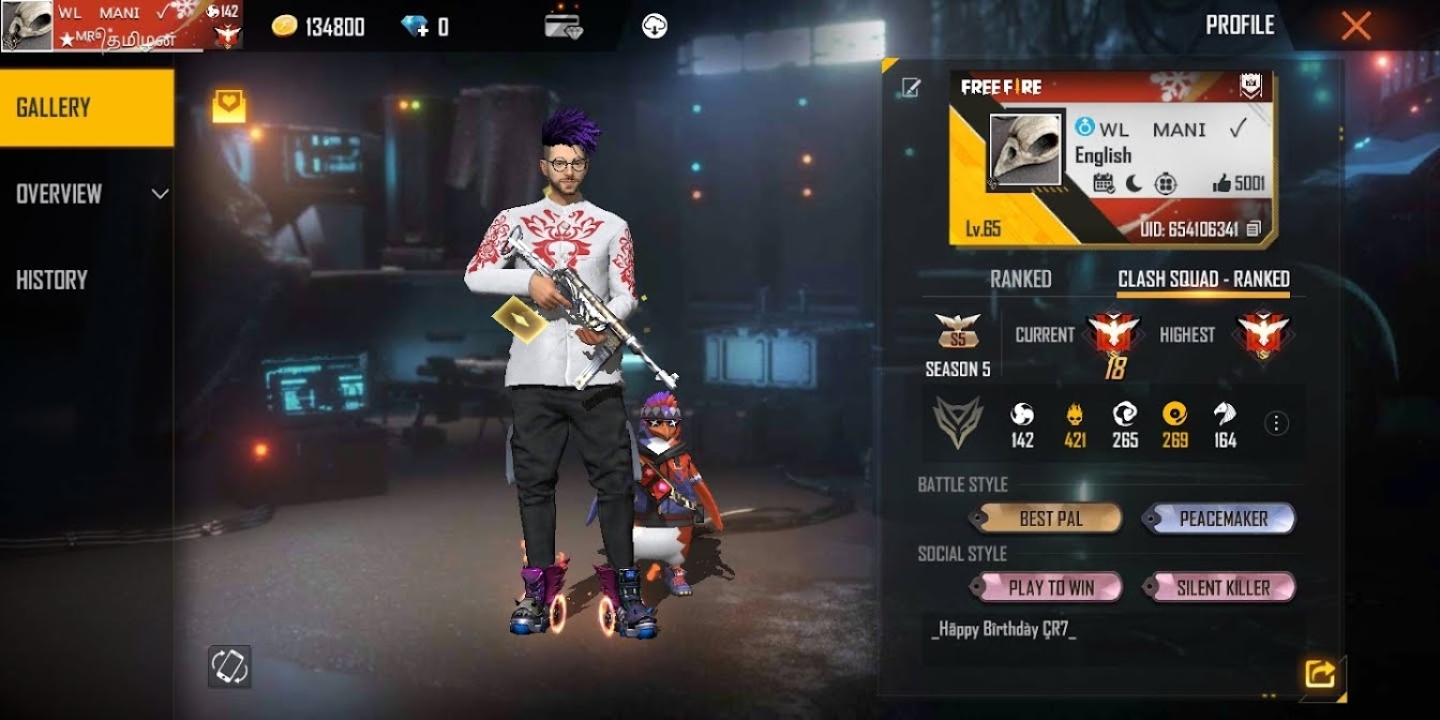 WL MANI ✓ 142
★ᴹᴿ᭄தமிழன்
134800
0
PROFILE
GALLERY
OVERVIEW
HISTORY
FREE FIRE
WL MANI ✓
English
5001
Lv.65
UID: 654106341
RANKED
CLASH SQUAD - RANKED
S5
SEASON 5
CURRENT
18
HIGHEST
142 421 265 269 164
BATTLE STYLE
BEST PAL
PEACEMAKER
SOCIAL STYLE
PLAY TO WIN
SILENT KILLER
_Häppy Birthdày ÇR7_